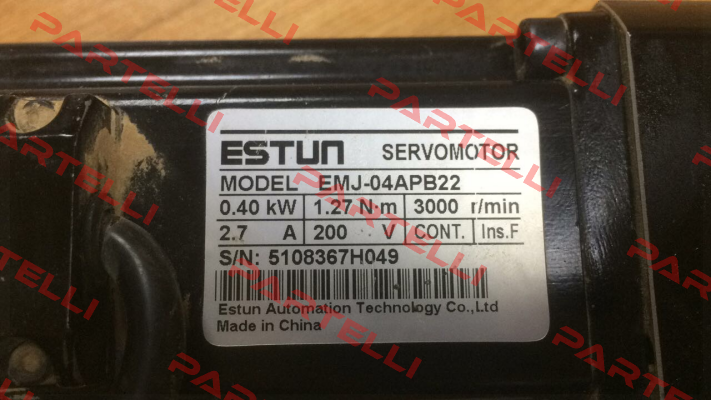 ESTUN SERVOMOTOR
MODEL EMJ-04APB22
0.40 kW 1.27 N·m 3000 r/min
2.7 A 200 V CONT. Ins.F
S/N: 5108367H049
Estun Automation Technology Co.,Ltd
Made in China
PARTELLI
PARTELLI
PARTELLI
PARTELLI
PARTELLI
PARTELLI
PARTELLI
PARTELLI